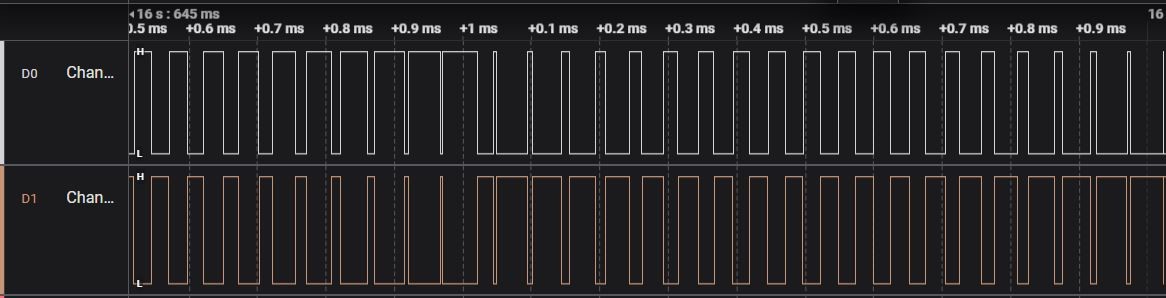 16 s : 645 ms
16
0.5 ms +0.6 ms +0.7 ms +0.8 ms +0.9 ms +1 ms +0.1 ms +0.2 ms +0.3 ms +0.4 ms +0.5 ms +0.6 ms +0.7 ms +0.8 ms +0.9 ms
H
D0 Chan...
L
H
D1 Chan...
L